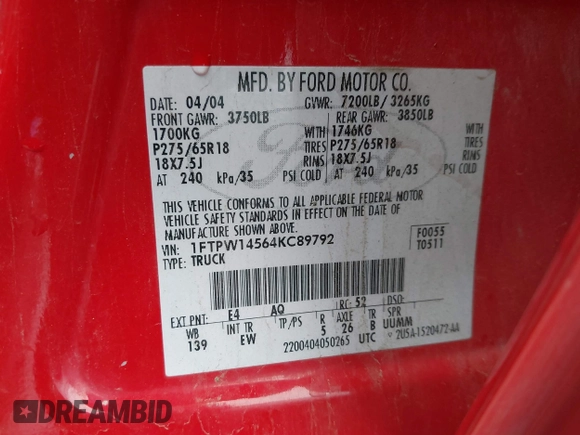 MFD. BY FORD MOTOR CO.
DATE: 04/04 GVWR: 7200LB/ 3265KG
FRONT GAWR: 3750LB REAR GAWR: 3850LB
1700KG WITH 1746KG WITH
P275/65R18 TIRES P275/65R18 TIRES
18X7.5J RIMS 18X7.5J RIMS
AT 240 kPa/35 PSI COLD AT 240 kPa/35 PSI COLD
THIS VEHICLE CONFORMS TO ALL APPLICABLE FEDERAL MOTOR
VEHICLE SAFETY STANDARDS IN EFFECT ON THE DATE OF
MANUFACTURE SHOWN ABOVE.
VIN: 1FTPW14564KC89792 F0055
TYPE: TRUCK T0511
EXT PNT: E4 AQ RC: 52 DSO:
WB INT TR TP/PS R AXLE TR SPR
139 EW 5 26 B UUMM
2200404050265 UTC 2U5A-1520472-AA
Ford
DREAMBID